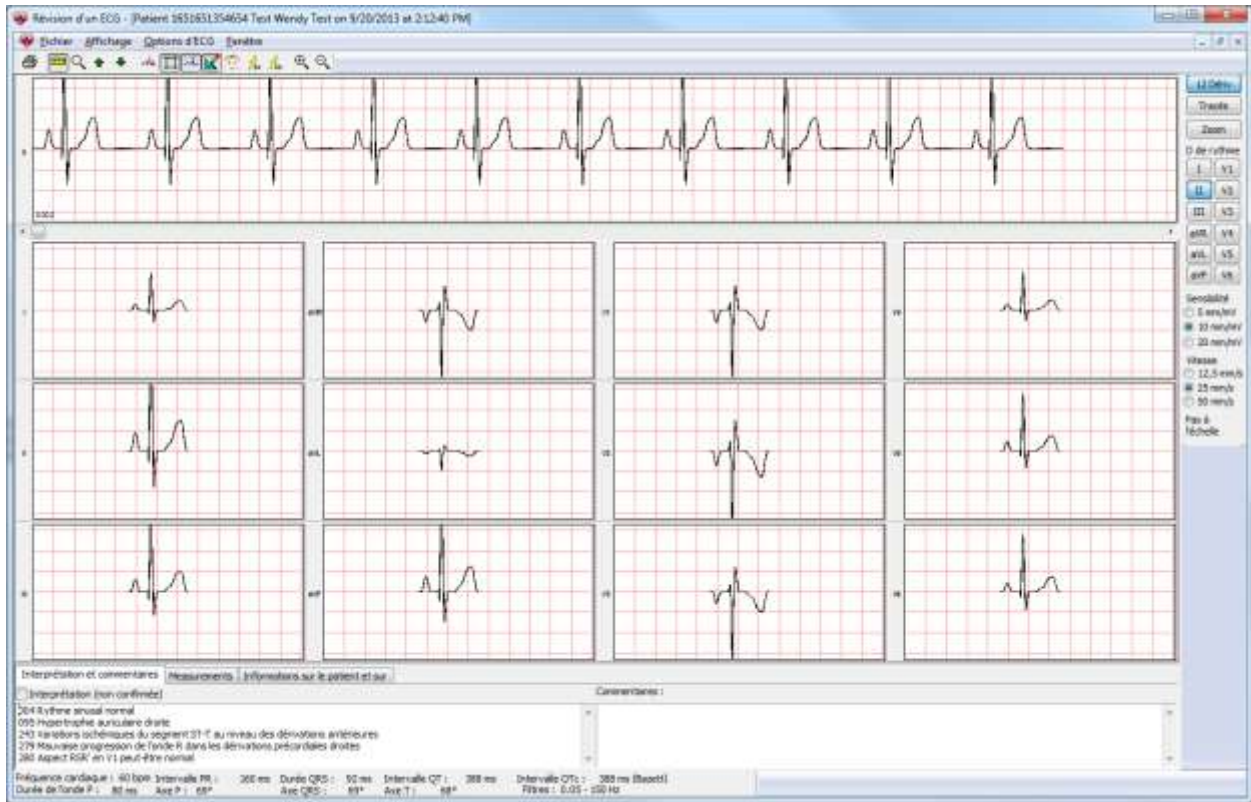 Révision d'un ECG - [Patient 1651651354654 Test Wendy Test on 9/20/2013 at 2:12:40 PM]
Fichier Affichage Options d'ECG Fenêtre
12 Dériv.
Tracés
Zoom
D de rythme
I V1
II V2
III V3
aVR V4
aVL V5
aVF V6
Sensibilité
5 mm/mV
10 mm/mV
20 mm/mV
Vitesse
12,5 mm/s
25 mm/s
50 mm/s
Pas à
l'échelle
Interprétation et commentaires Measurements Informations sur le patient et sur
Interprétation (non confirmée) Commentaires :
Rythme sinusal normal
095 Hypertrophie auriculaire droite
243 Variations ischémiques du segment ST-T au niveau des dérivations antérieures
279 Mauvaise progression de l'onde R dans les dérivations précordiales droites
380 Aspect RSR' en V1 peut-être normal
Fréquence cardiaque : 60 bpm Intervalle PR : 160 ms Durée QRS : 92 ms Intervalle QT : 388 ms Intervalle QTc : 388 ms (Bazett)
Durée de l'onde P : 80 ms Axe P : 69° Axe QRS : 69° Axe T : 68° Filtres : 0.05 - 150 Hz